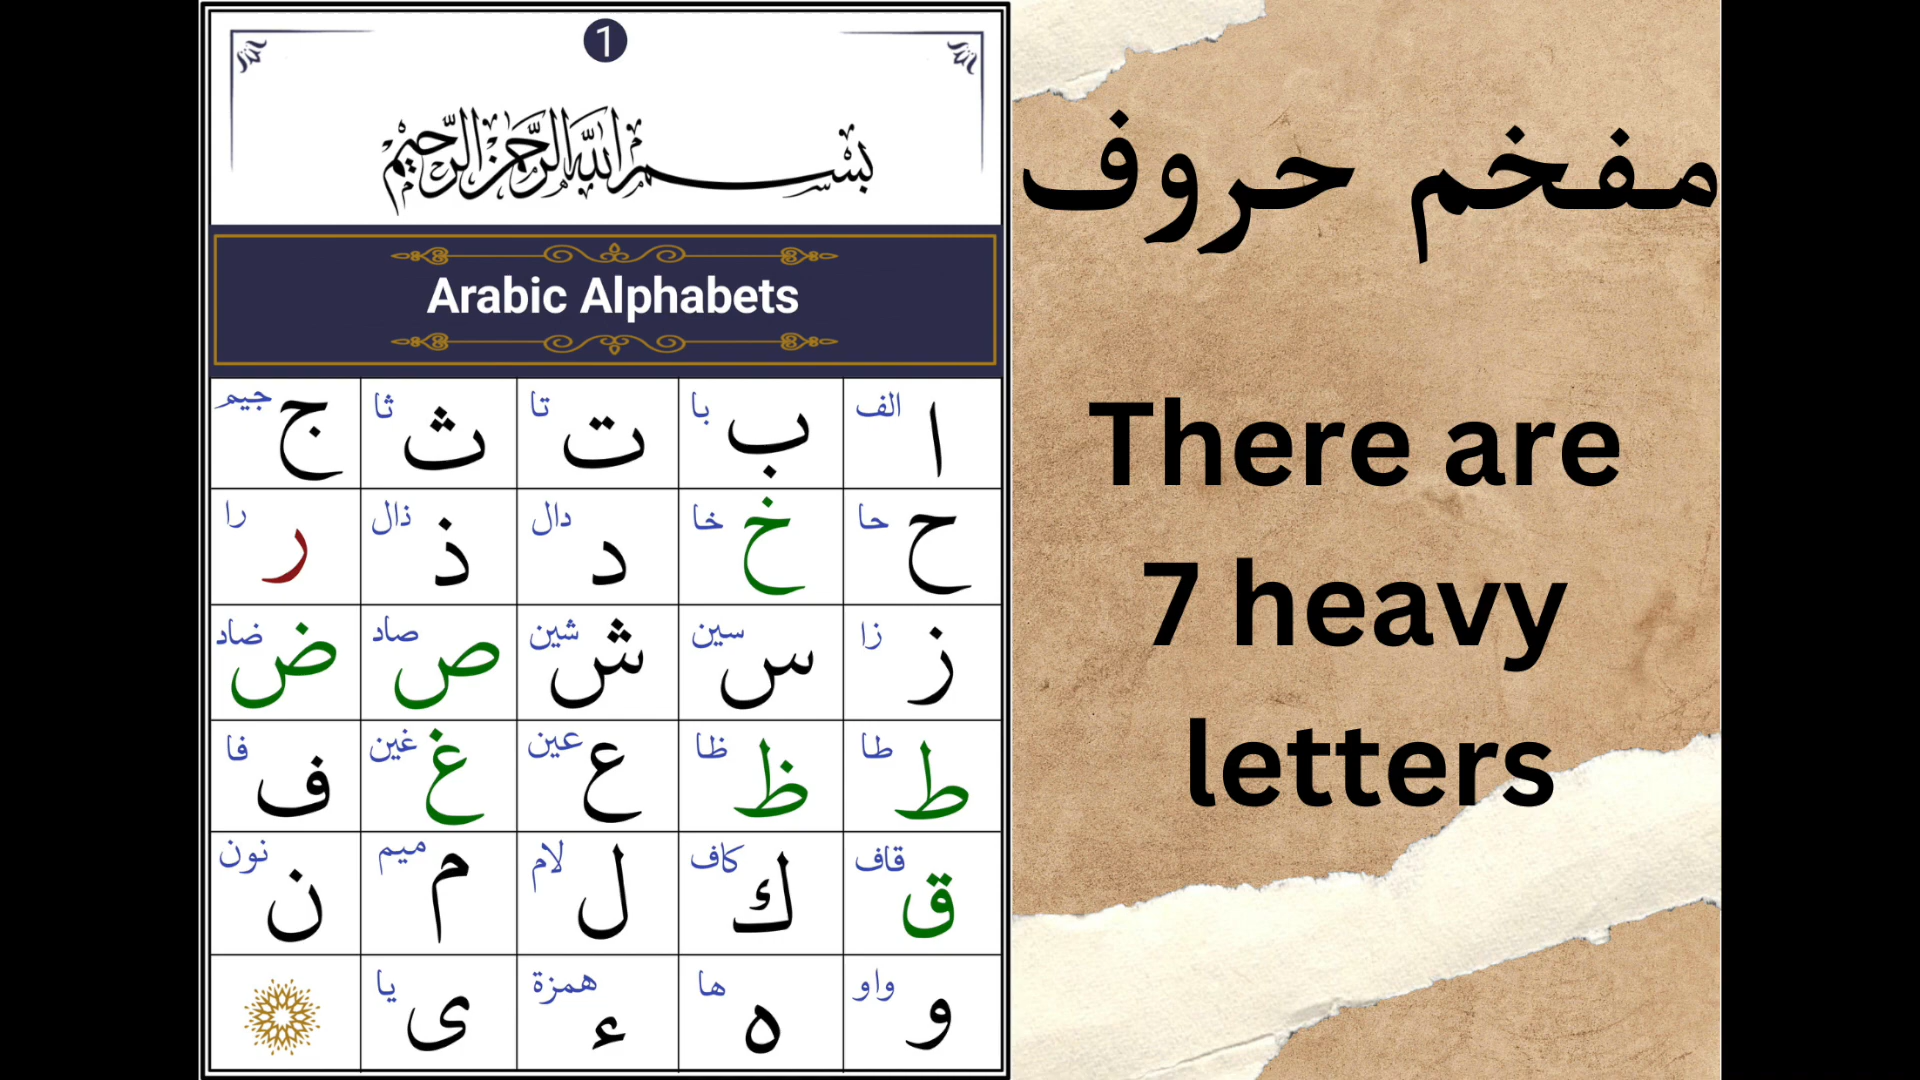 1
بسم الله الرحمن الرحيم
Arabic Alphabets
ا الف ب با ت تا ث ثا ج جيم
ح حا خ خا د دال ذ ذال ر را
ز زا س سين ش شين ص صاد ض ضاد
ط طا ظ ظا ع عين غ غين ف فا
ق قاف ك كاف ل لام م ميم ن نون
و واو ه ها ء همزة ى يا
مفخم حروف
There are
7 heavy
letters